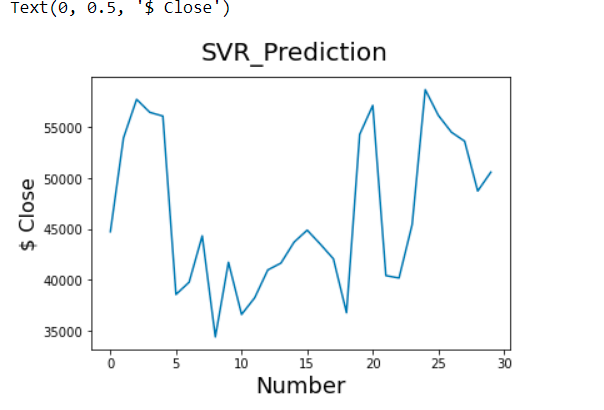 Text(0, 0.5, '$ Close')
SVR_Prediction
55000
50000
45000
40000
35000
$ Close
0 5 10 15 20 25 30
Number